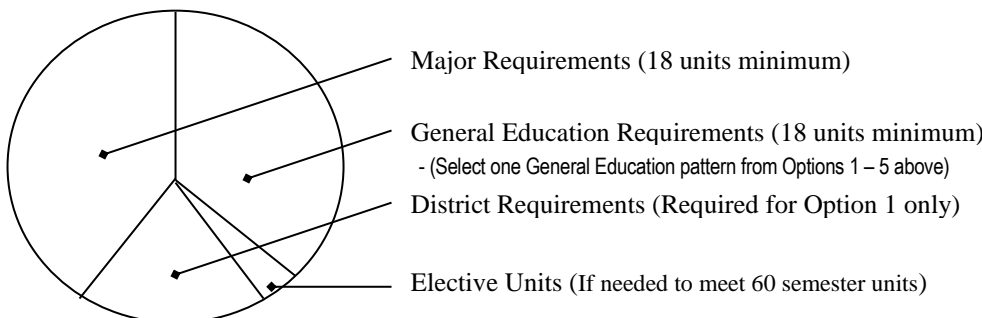 Major Requirements (18 units minimum)
General Education Requirements (18 units minimum)
- (Select one General Education pattern from Options 1 – 5 above)
District Requirements (Required for Option 1 only)
Elective Units (If needed to meet 60 semester units)